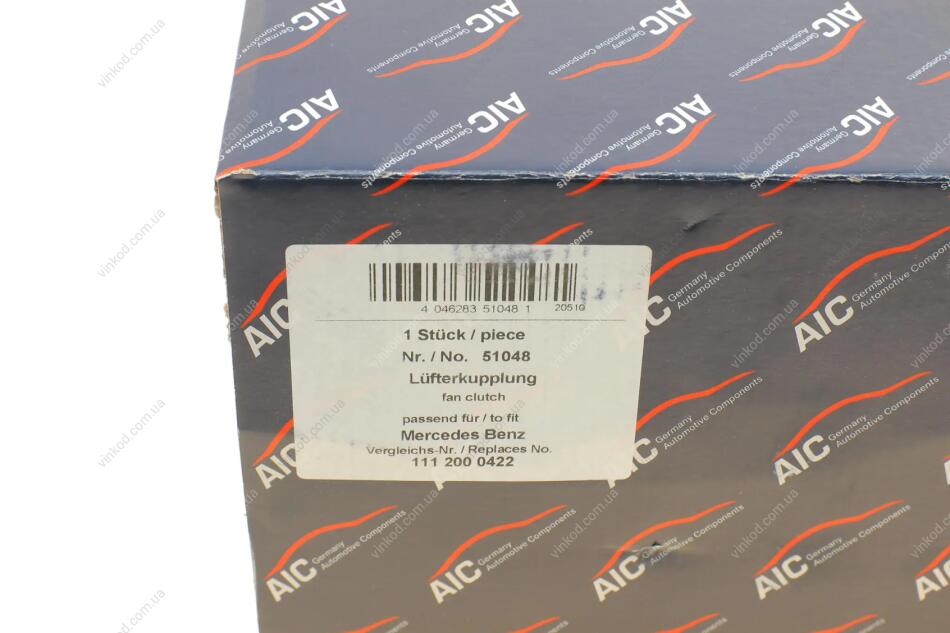 AIC
Germany
Automotive Components
4 046283 51048 1 20510
1 Stück / piece
Nr. / No. 51048
Lüfterkupplung
fan clutch
passend für / to fit
Mercedes Benz
Vergleichs-Nr. / Replaces No.
111 200 0422
vinkod.com.ua